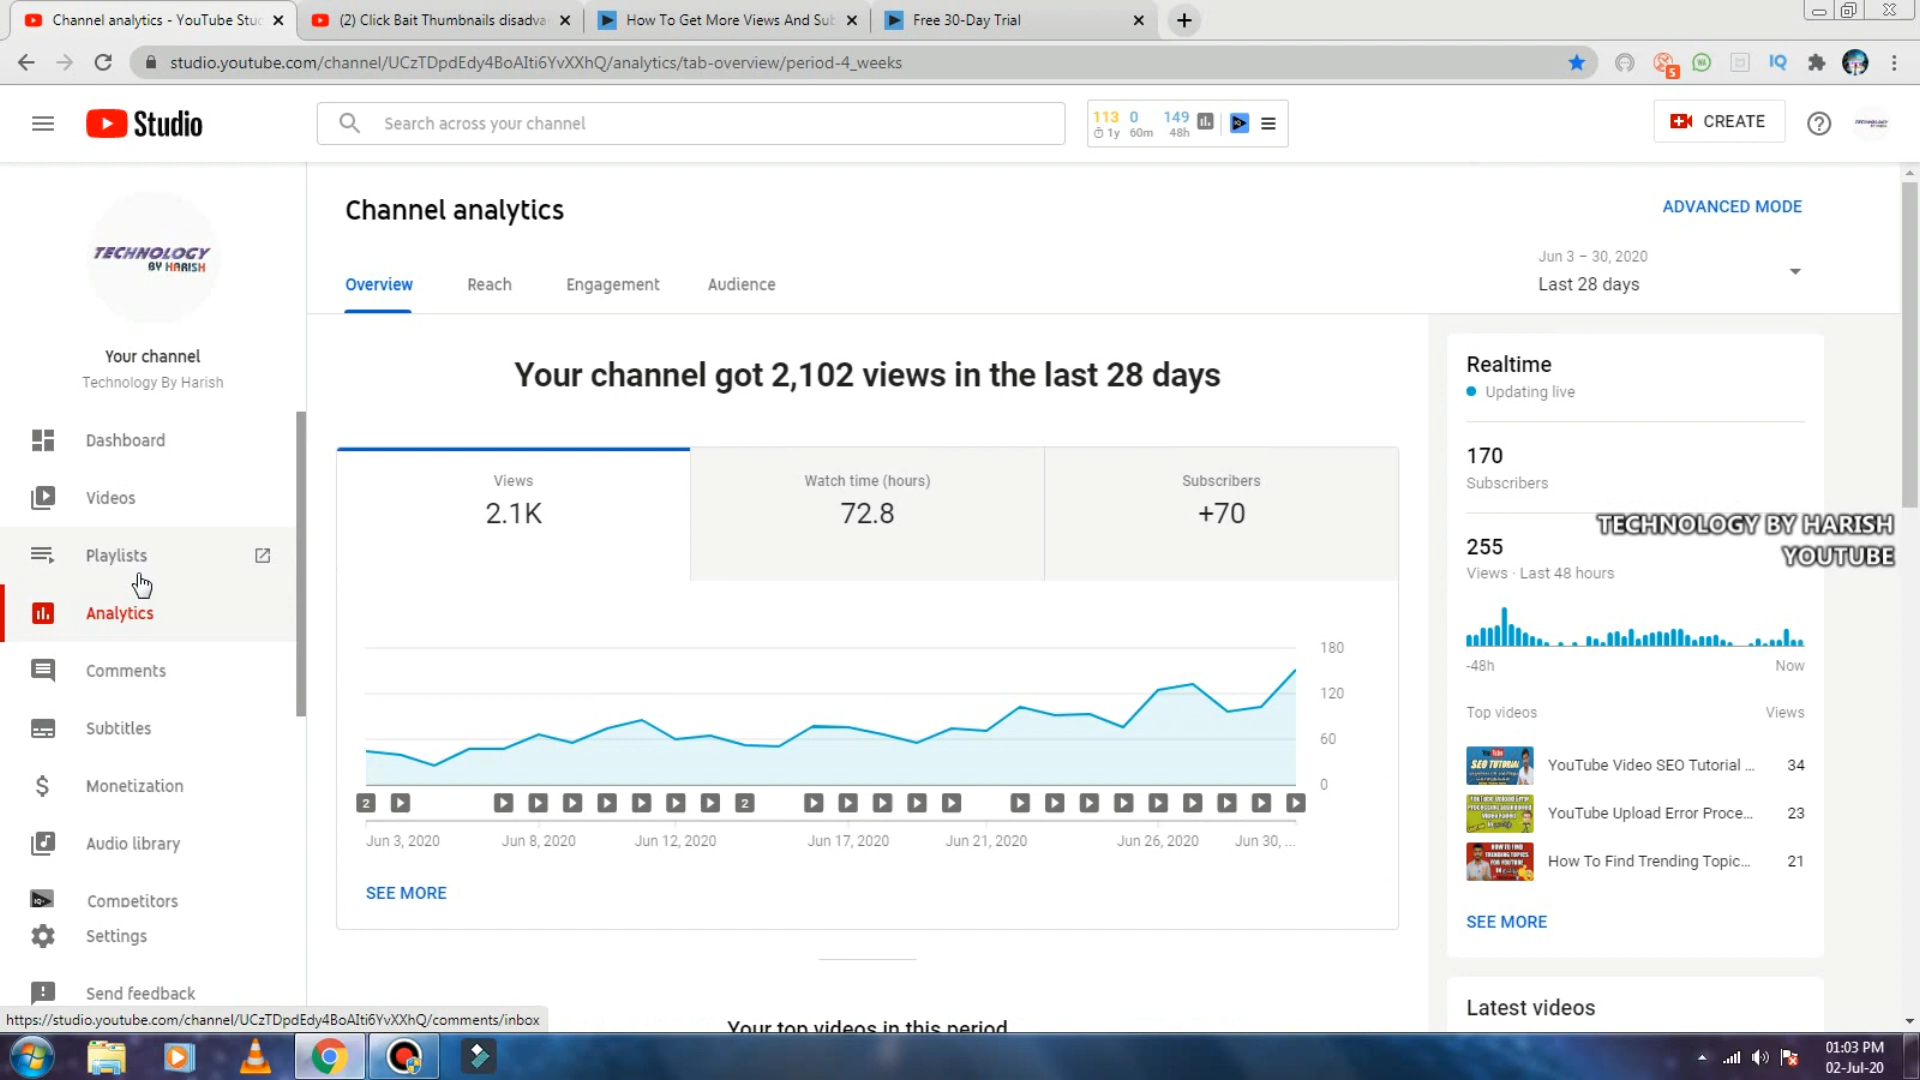 Channel analytics - YouTube Stu
(2) Click Bait Thumbnails disadva
How To Get More Views And Sub
Free 30-Day Trial
studio.youtube.com/channel/UCzTDpdEdy4BoAIti6YvXXhQ/analytics/tab-overview/period-4_weeks
5
IQ
Studio
Search across your channel
113 0 149
1y 60m 48h
CREATE
TECHNOLOGY
BY HARISH
Your channel
Technology By Harish
Dashboard
Videos
Playlists
Analytics
Comments
Subtitles
Monetization
Audio library
Competitors
Settings
Send feedback
https://studio.youtube.com/channel/UCzTDpdEdy4BoAIti6YvXXhQ/comments/inbox
Channel analytics
ADVANCED MODE
Overview
Reach
Engagement
Audience
Jun 3 – 30, 2020
Last 28 days
Your channel got 2,102 views in the last 28 days
Views
2.1K
Watch time (hours)
72.8
Subscribers
+70
180
120
60
0
2
2
Jun 3, 2020
Jun 8, 2020
Jun 12, 2020
Jun 17, 2020
Jun 21, 2020
Jun 26, 2020
Jun 30, ...
SEE MORE
Your top videos in this period
Realtime
Updating live
170
Subscribers
TECHNOLOGY BY HARISH
YOUTUBE
255
Views · Last 48 hours
-48h
Now
Top videos
Views
YouTube Video SEO Tutorial ...
34
YouTube Upload Error Proce...
23
How To Find Trending Topic...
21
SEE MORE
Latest videos
01:03 PM
02-Jul-20